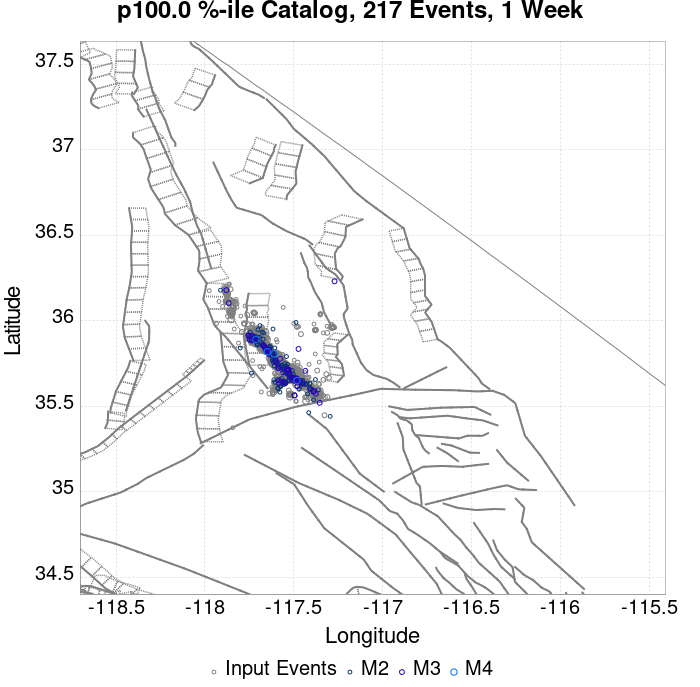 p100.0 %-ile Catalog, 217 Events, 1 Week
37.5
37
36.5
36
35.5
35
34.5
Latitude
-118.5 -118 -117.5 -117 -116.5 -116 -115.5
Longitude
Input Events M2 M3 M4